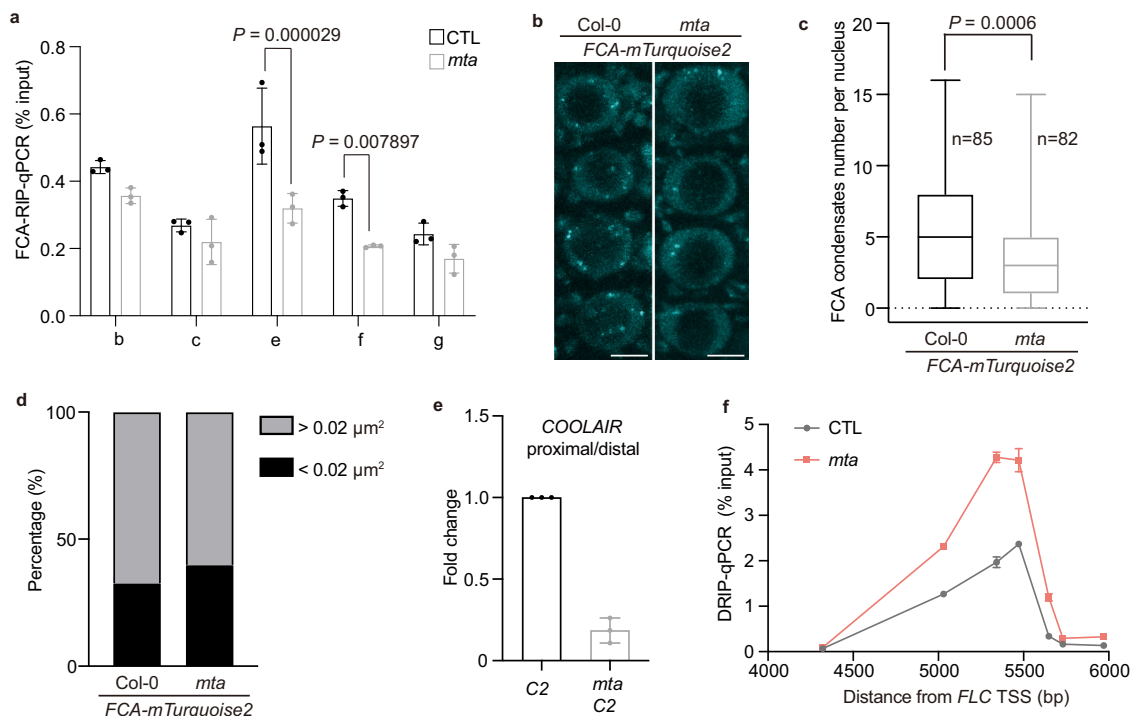 a
FCA-RIP-qPCR (% input)
0.8
0.6
0.4
0.2
0.0
P = 0.000029
P = 0.007897
CTL
mta
b c e f g
b
Col-0 mta
FCA-mTurquoise2
c
FCA condensates number per nucleus
20
15
10
5
0
P = 0.0006
n=85
n=82
Col-0 mta
FCA-mTurquoise2
d
Percentage (%)
100
50
0
> 0.02 µm²
< 0.02 µm²
Col-0 mta
FCA-mTurquoise2
e
Fold change
1.5
1.0
0.5
0
COOLAIR
proximal/distal
C2 mta
C2
f
DRIP-qPCR (% input)
CTL
mta
5
4
3
2
1
0
4000 4500 5000 5500 6000
Distance from FLC TSS (bp)